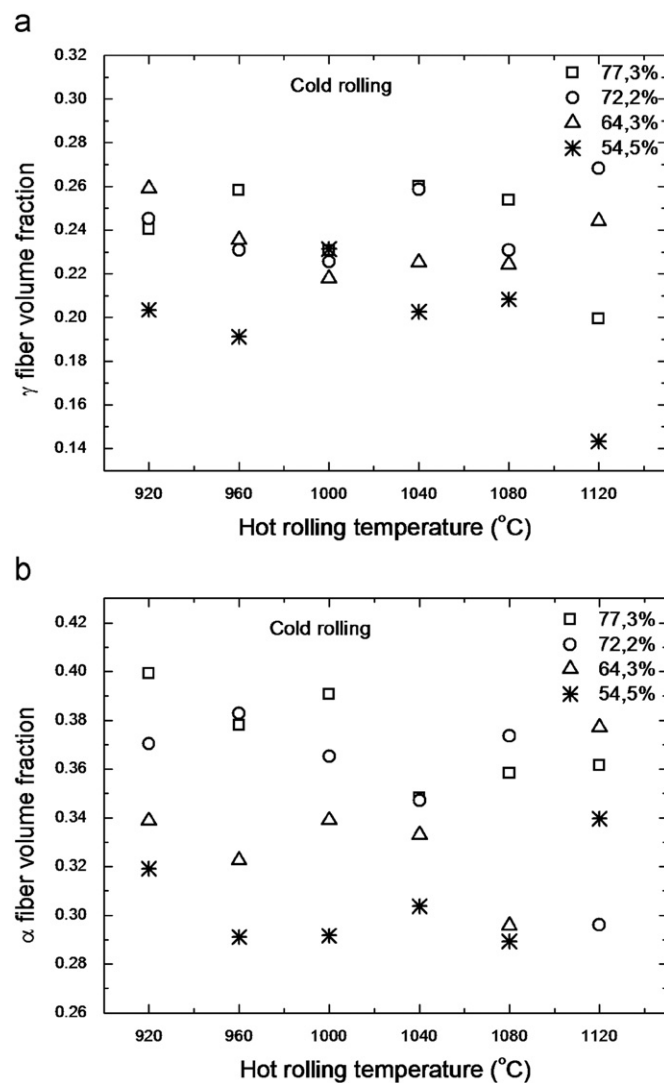 a
0.32
0.30
0.28
0.26
0.24
0.22
0.20
0.18
0.16
0.14
γ fiber volume fraction
Cold rolling
77,3%
72,2%
64,3%
54,5%
920 960 1000 1040 1080 1120
Hot rolling temperature (°C)
b
0.42
0.40
0.38
0.36
0.34
0.32
0.30
0.28
0.26
α fiber volume fraction
Cold rolling
77,3%
72,2%
64,3%
54,5%
920 960 1000 1040 1080 1120
Hot rolling temperature (°C)